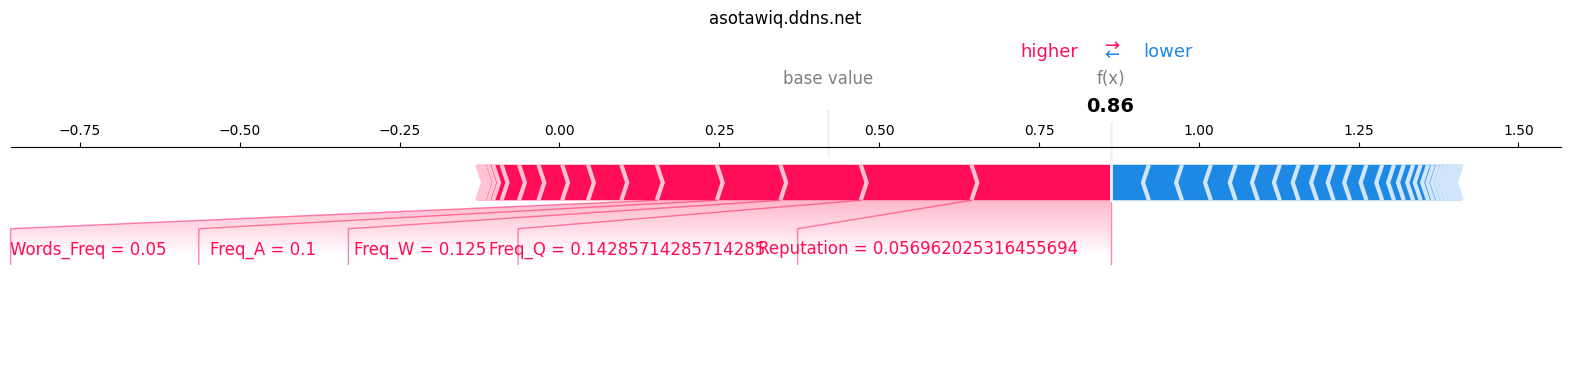 asotawiq.ddns.net
higher → ← lower
base value f(x)
0.86
−0.75 −0.50 −0.25 0.00 0.25 0.50 0.75 1.00 1.25 1.50
Words_Freq = 0.05 Freq_A = 0.1 Freq_W = 0.125 Freq_Q = 0.14285714285714285 Reputation = 0.056962025316455694